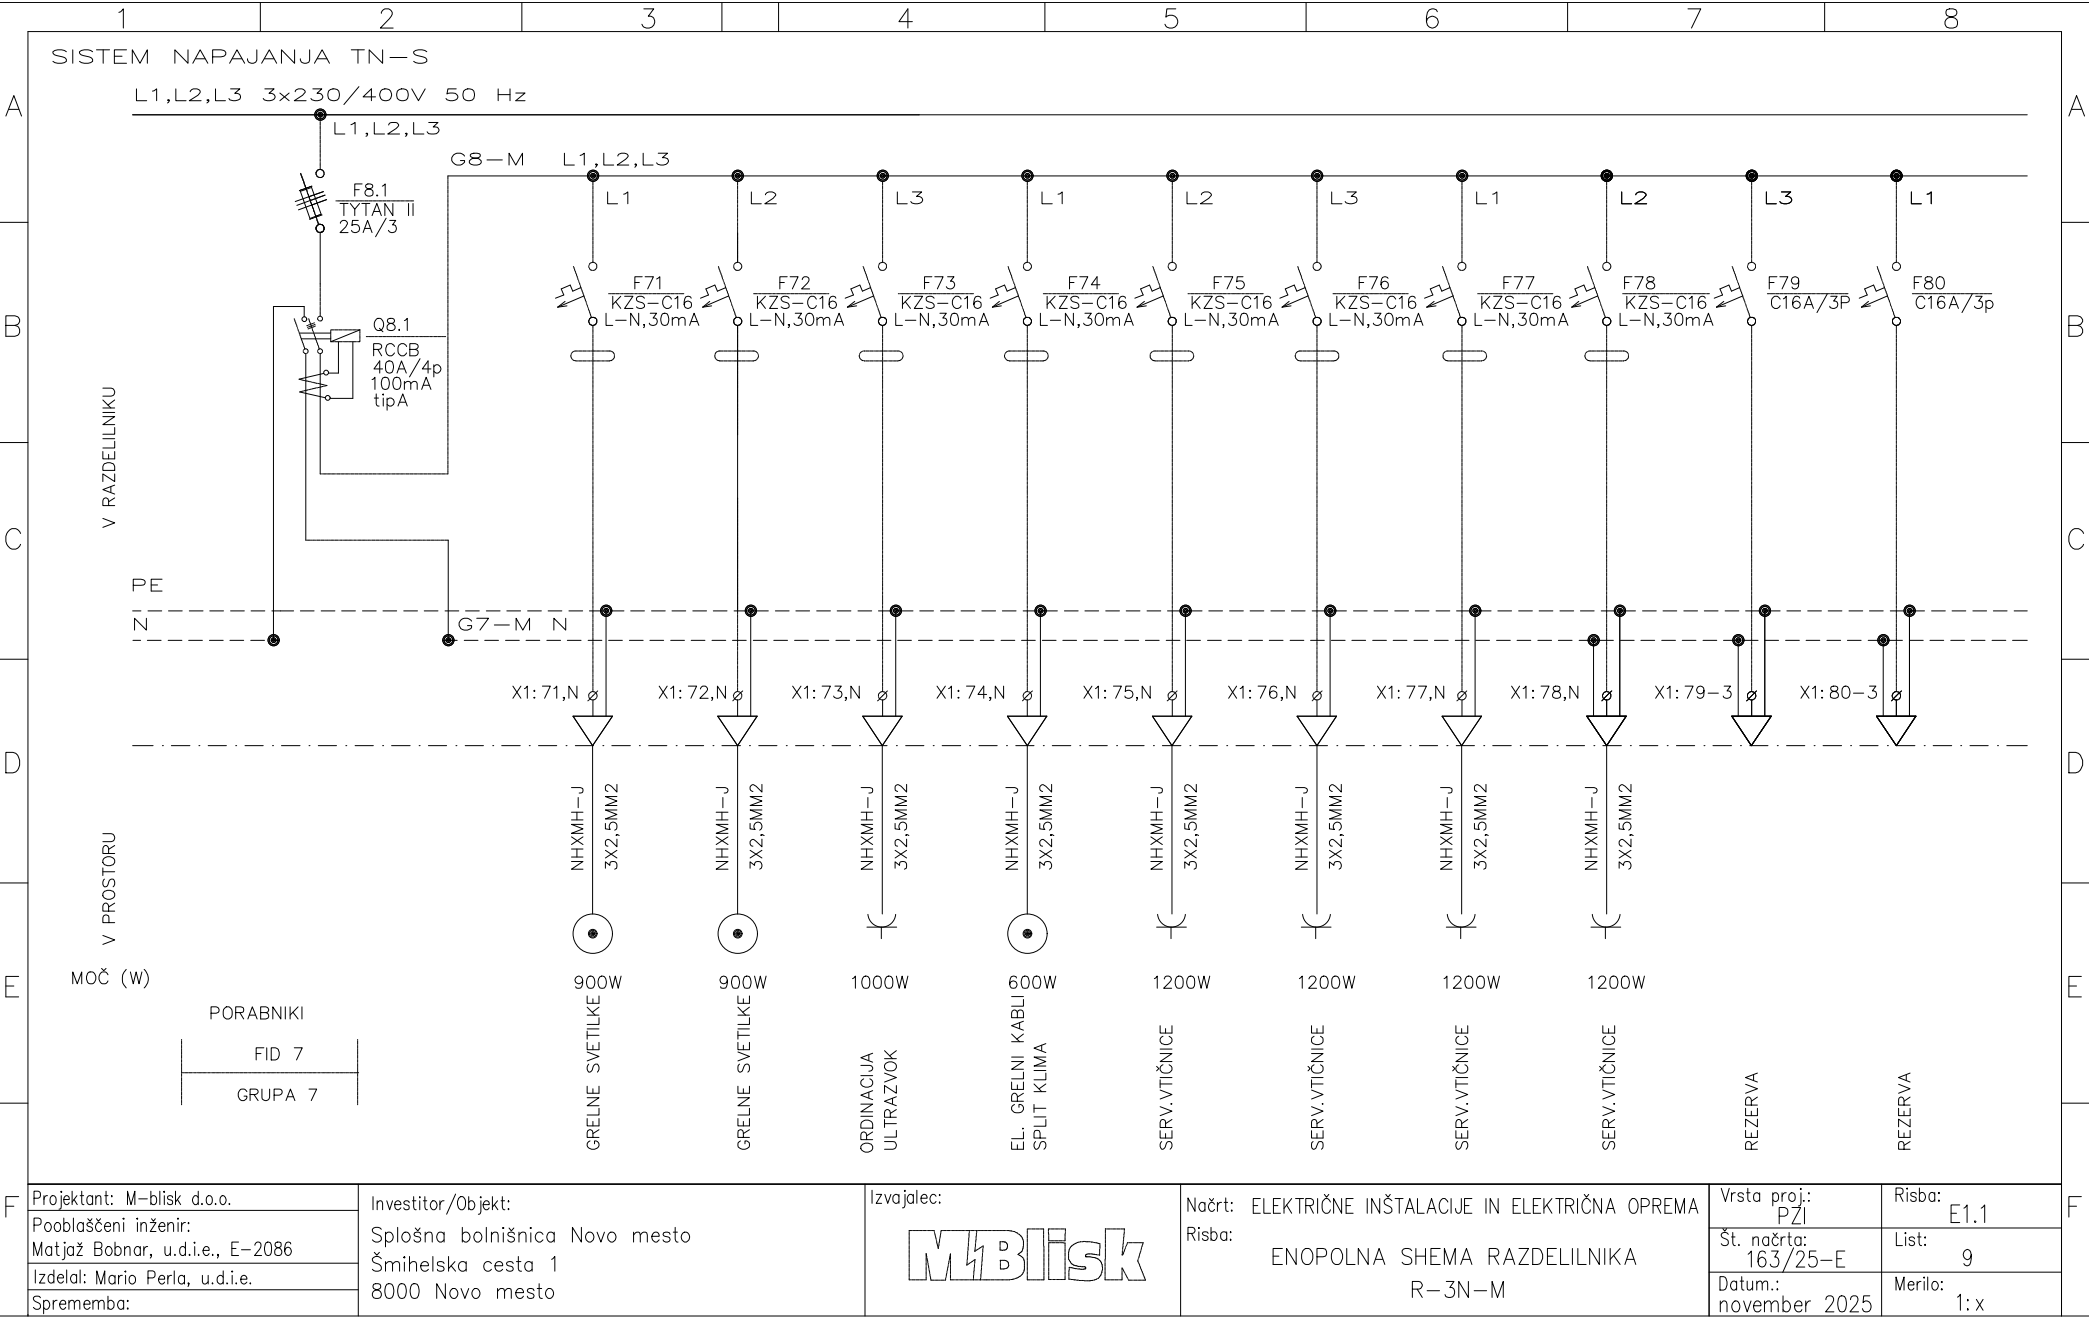 1 2 3 4 5 6 7 8
SISTEM NAPAJANJA TN-S
L1,L2,L3 3x230/400V 50 Hz
A A
L1,L2,L3
G8-M L1,L2,L3
F8.1
TYTAN II
25A/3
L1 L2 L3 L1 L2 L3 L1 L2 L3 L1
F71
KZS-C16
L-N,30mA
F72
KZS-C16
L-N,30mA
F73
KZS-C16
L-N,30mA
F74
KZS-C16
L-N,30mA
F75
KZS-C16
L-N,30mA
F76
KZS-C16
L-N,30mA
F77
KZS-C16
L-N,30mA
F78
KZS-C16
L-N,30mA
F79
C16A/3P
F80
C16A/3p
B B
Q8.1
RCCB
40A/4p
100mA
tipA
V RAZDELILNIKU
C C
PE
N
G7-M N
X1:71,N X1:72,N X1:73,N X1:74,N X1:75,N X1:76,N X1:77,N X1:78,N X1:79-3 X1:80-3
D D
NHXMH-J
3X2,5MM2
NHXMH-J
3X2,5MM2
NHXMH-J
3X2,5MM2
NHXMH-J
3X2,5MM2
NHXMH-J
3X2,5MM2
NHXMH-J
3X2,5MM2
NHXMH-J
3X2,5MM2
NHXMH-J
3X2,5MM2
V PROSTORU
E E
MOČ (W)
900W 900W 1000W 600W 1200W 1200W 1200W 1200W
PORABNIKI
FID 7
GRUPA 7
GRELNE SVETILKE
GRELNE SVETILKE
ORDINACIJA
ULTRAZVOK
EL. GRELNI KABLI
SPLIT KLIMA
SERV.VTIČNICE
SERV.VTIČNICE
SERV.VTIČNICE
SERV.VTIČNICE
REZERVA
REZERVA
F F
Projektant: M-blisk d.o.o.
Pooblaščeni inženir:
Matjaž Bobnar, u.d.i.e., E-2086
Izdelal: Mario Perla, u.d.i.e.
Sprememba:
Investitor/Objekt:
Splošna bolnišnica Novo mesto
Šmihelska cesta 1
8000 Novo mesto
Izvajalec:
MBlisk
Načrt: ELEKTRIČNE INŠTALACIJE IN ELEKTRIČNA OPREMA
Risba:
ENOPOLNA SHEMA RAZDELILNIKA
R-3N-M
Vrsta proj.:
PZI
Št. načrta:
163/25-E
Datum.:
november 2025
Risba:
E1.1
List:
9
Merilo:
1:x